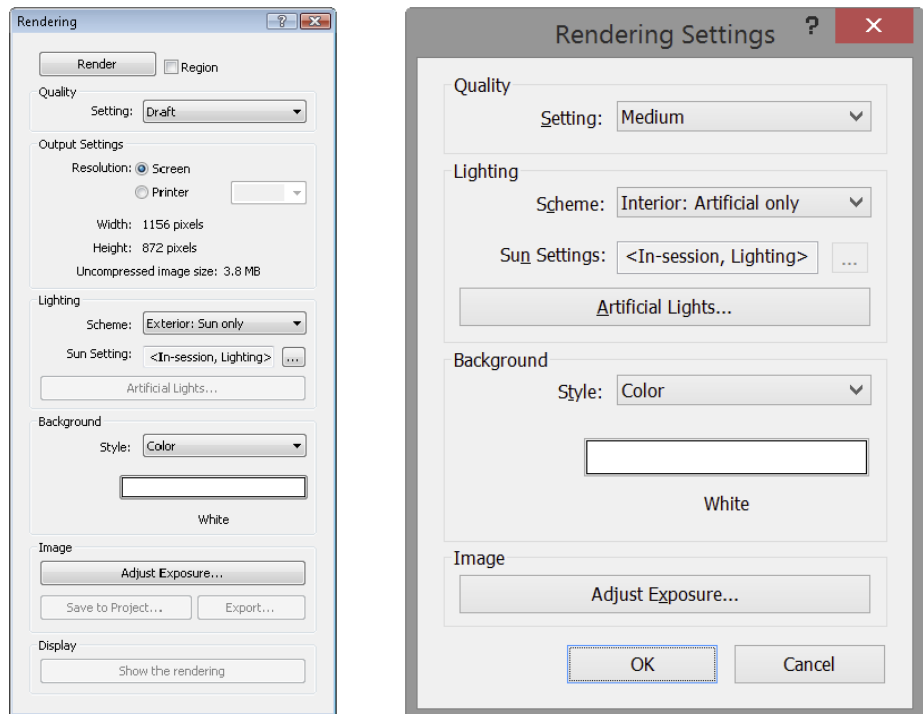 Rendering
Render
Region
Quality
Setting: Draft
Output Settings
Resolution: Screen
Printer
Width: 1156 pixels
Height: 872 pixels
Uncompressed image size: 3.8 MB
Lighting
Scheme: Exterior: Sun only
Sun Setting: <In-session, Lighting> ...
Artificial Lights...
Background
Style: Color
White
Image
Adjust Exposure...
Save to Project... Export...
Display
Show the rendering
Rendering Settings ?
Quality
Setting: Medium
Lighting
Scheme: Interior: Artificial only
Sun Settings: <In-session, Lighting> ...
Artificial Lights...
Background
Style: Color
White
Image
Adjust Exposure...
OK Cancel